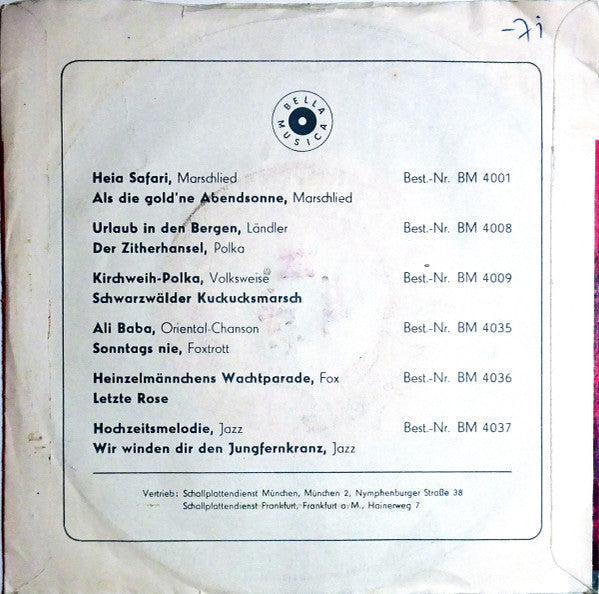 -7i
BELLA
MUSICA
Heia Safari, Marschlied Best.-Nr. BM 4001
Als die gold'ne Abendsonne, Marschlied
Urlaub in den Bergen, Ländler Best.-Nr. BM 4008
Der Zitherhansel, Polka
Kirchweih-Polka, Volksweise Best.-Nr. BM 4009
Schwarzwälder Kuckucksmarsch
Ali Baba, Oriental-Chanson Best.-Nr. BM 4035
Sonntags nie, Foxtrott
Heinzelmännchens Wachtparade, Fox Best.-Nr. BM 4036
Letzte Rose
Hochzeitsmelodie, Jazz Best.-Nr. BM 4037
Wir winden dir den Jungfernkranz, Jazz
Vertrieb: Schallplattendienst München, München 2, Nymphenburger Straße 38
Schallplattendienst Frankfurt, Frankfurt a. M., Hainerweg 7